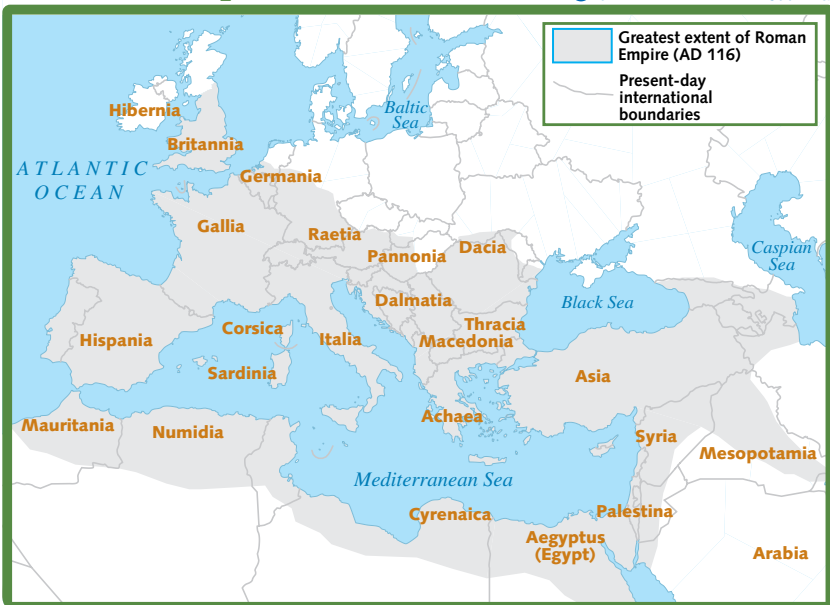 Greatest extent of Roman
Empire (AD 116)
Present-day
international
boundaries
Hibernia
Baltic
Sea
Britannia
ATLANTIC
OCEAN
Germania
Gallia
Raetia
Pannonia
Dacia
Caspian
Sea
Dalmatia
Black Sea
Corsica
Thracia
Hispania
Italia
Macedonia
Sardinia
Asia
Achaea
Mauritania
Numidia
Syria
Mesopotamia
Mediterranean Sea
Cyrenaica
Palestina
Aegyptus
(Egypt)
Arabia